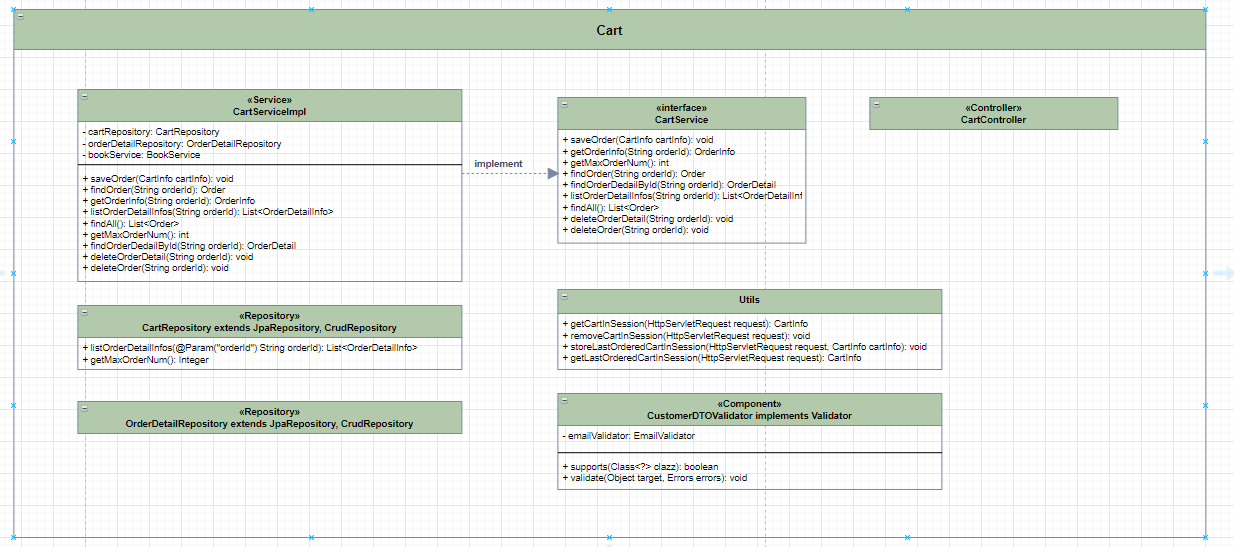 Cart
«Service»
CartServiceImpl
- cartRepository: CartRepository
- orderDetailRepository: OrderDetailRepository
- bookService: BookService
+ saveOrder(CartInfo cartInfo): void
+ findOrder(String orderId): Order
+ getOrderInfo(String orderId): OrderInfo
+ listOrderDetailInfos(String orderId): List<OrderDetailInfo>
+ findAll(): List<Order>
+ getMaxOrderNum(): int
+ findOrderDedailById(String orderId): OrderDetail
+ deleteOrderDetail(String orderId): void
+ deleteOrder(String orderId): void
implement
«interface»
CartService
+ saveOrder(CartInfo cartInfo): void
+ getOrderInfo(String orderId): OrderInfo
+ getMaxOrderNum(): int
+ findOrder(String orderId): Order
+ findOrderDedailById(String orderId): OrderDetail
+ listOrderDetailInfos(String orderId): List<OrderDetailInf
+ findAll(): List<Order>
+ deleteOrderDetail(String orderId): void
+ deleteOrder(String orderId): void
«Controller»
CartController
«Repository»
CartRepository extends JpaRepository, CrudRepository
+ listOrderDetailInfos(@Param("orderId") String orderId): List<OrderDetailInfo>
+ getMaxOrderNum(): Integer
Utils
+ getCartInSession(HttpServletRequest request): CartInfo
+ removeCartInSession(HttpServletRequest request): void
+ storeLastOrderedCartInSession(HttpServletRequest request, CartInfo cartInfo): void
+ getLastOrderedCartInSession(HttpServletRequest request): CartInfo
«Repository»
OrderDetailRepository extends JpaRepository, CrudRepository
«Component»
CustomerDTOValidator implements Validator
- emailValidator: EmailValidator
+ supports(Class<?> clazz): boolean
+ validate(Object target, Errors errors): void